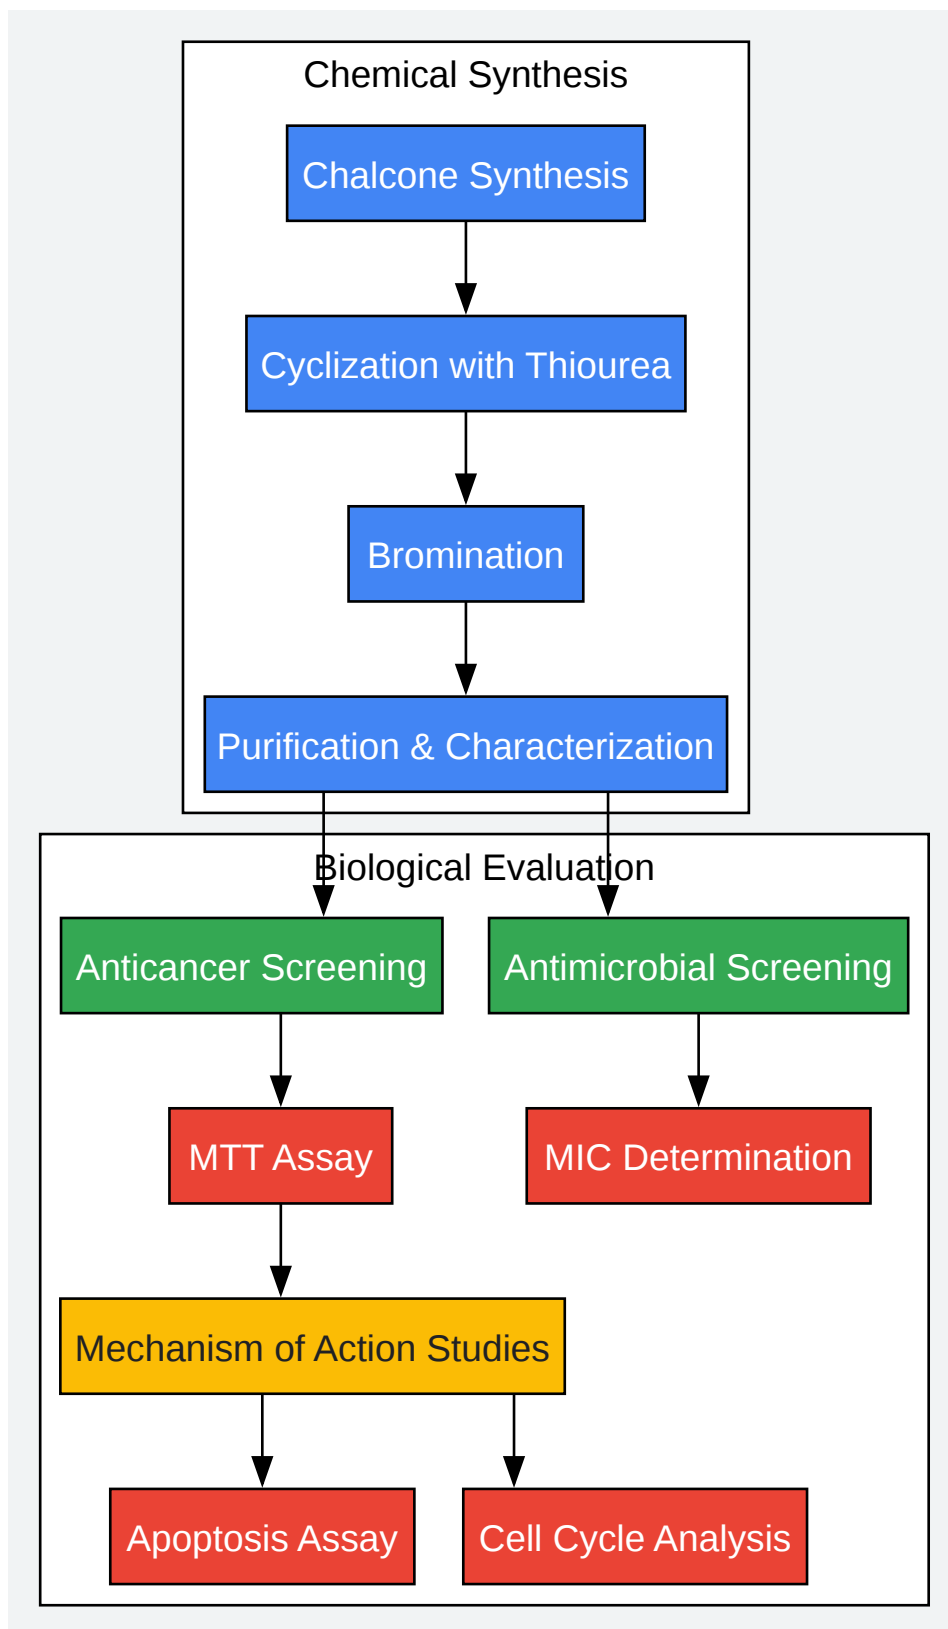 Chemical Synthesis
Chalcone Synthesis
Cyclization with Thiourea
Bromination
Purification & Characterization
Biological Evaluation
Anticancer Screening
Antimicrobial Screening
MTT Assay
MIC Determination
Mechanism of Action Studies
Apoptosis Assay
Cell Cycle Analysis